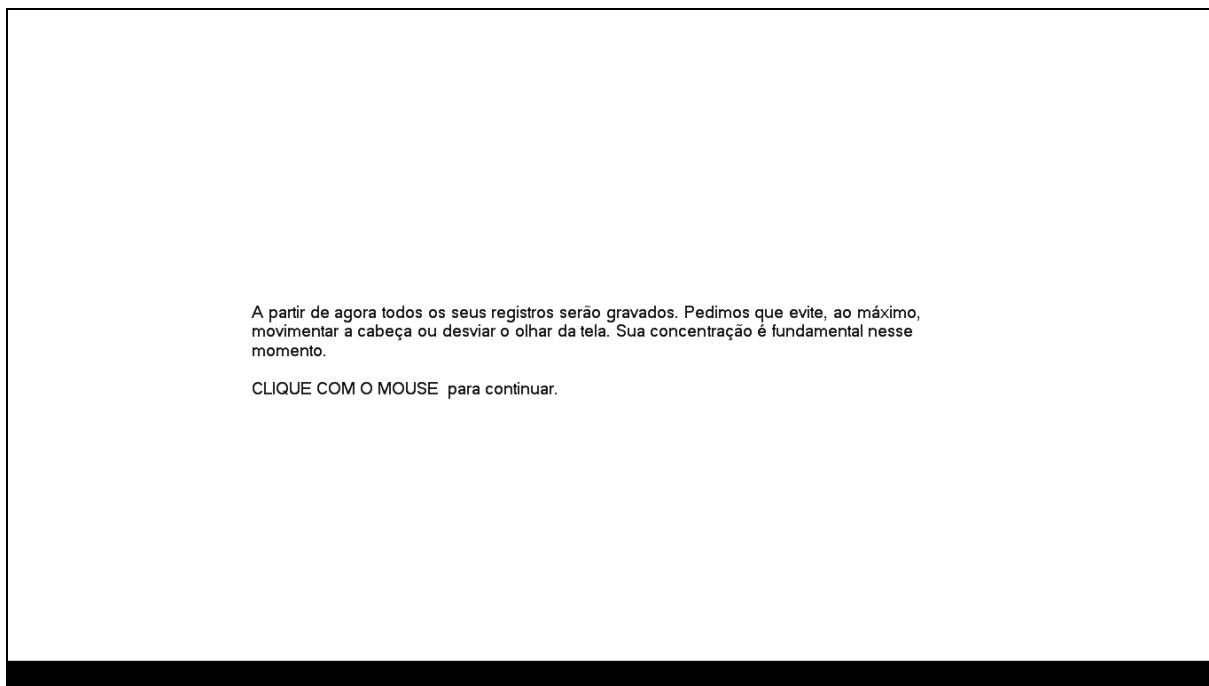 A partir de agora todos os seus registros serão gravados. Pedimos que evite, ao máximo,
movimentar a cabeça ou desviar o olhar da tela. Sua concentração é fundamental nesse
momento.
CLIQUE COM O MOUSE  para continuar.